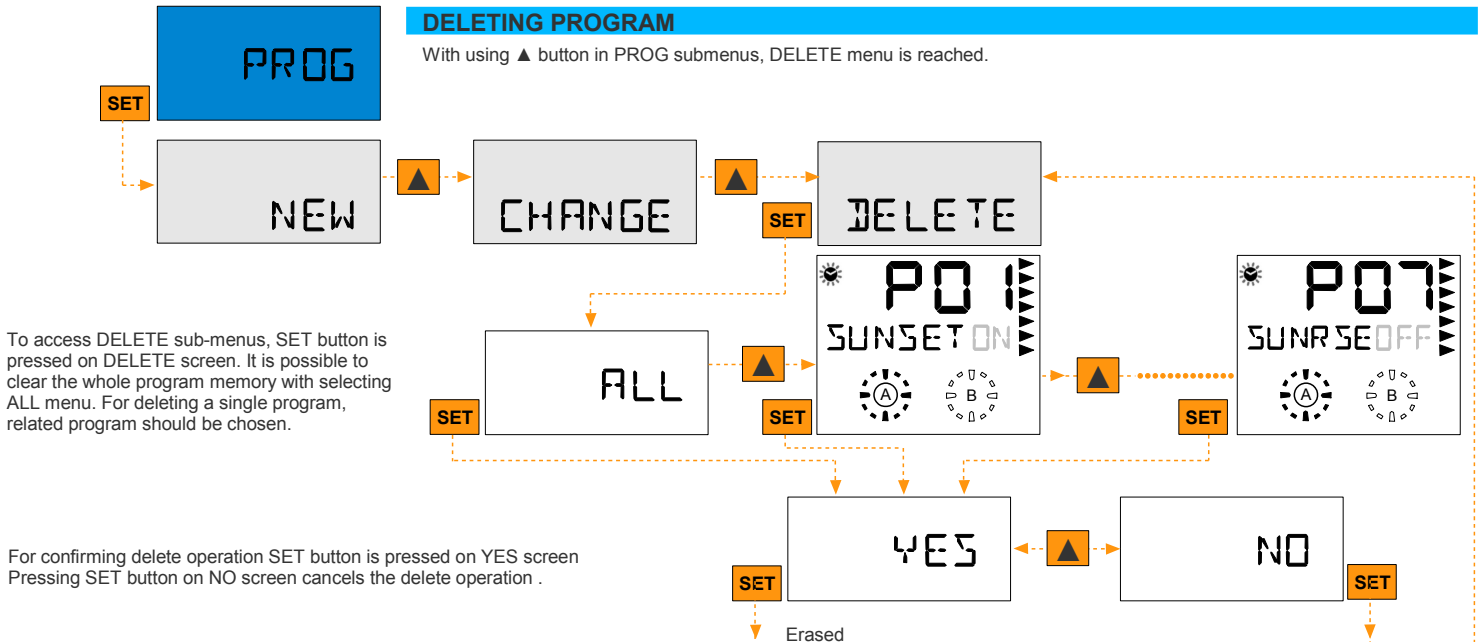 DELETING PROGRAM
With using ▲ button in PROG submenus, DELETE menu is reached.
PROG
SET
NEW
▲
CHANGE
▲
DELETE
SET
To access DELETE sub-menus, SET button is
pressed on DELETE screen. It is possible to
clear the whole program memory with selecting
ALL menu. For deleting a single program,
related program should be chosen.
ALL
SET
▲
P01
SUNSET ON
A B
SET
▲
P07
SUNRSE OFF
A B
SET
For confirming delete operation SET button is pressed on YES screen
Pressing SET button on NO screen cancels the delete operation .
YES
SET
▲
NO
SET
Erased